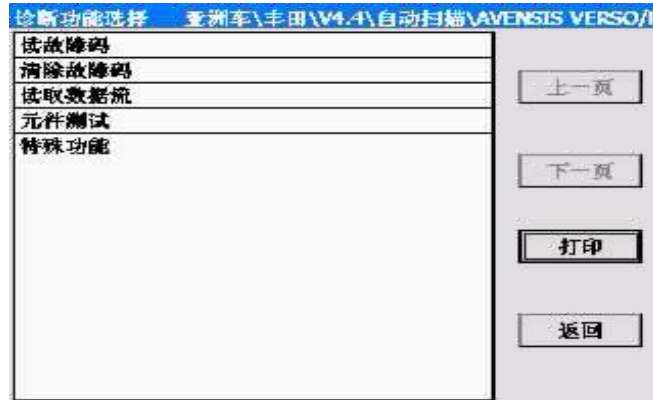 诊断功能选择 亚洲车\丰田\V4.4\自动扫描\AVENSIS VERSO/
读故障码
清除故障码
读取数据流
元件测试
特殊功能
上一页
下一页
打印
返回